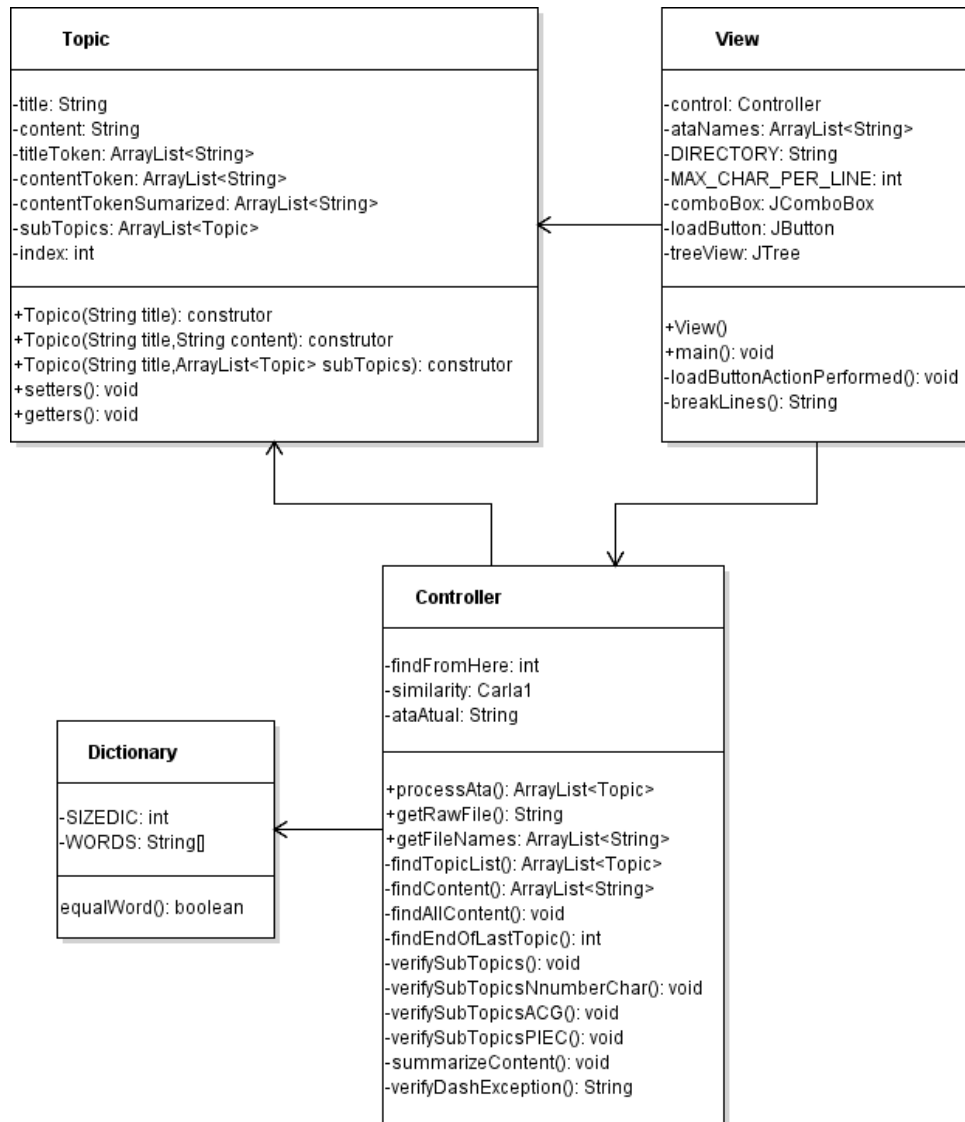 Topic
-title: String
-content: String
-titleToken: ArrayList<String>
-contentToken: ArrayList<String>
-contentTokenSumarized: ArrayList<String>
-subTopics: ArrayList<Topic>
-index: int
+Topico(String title): construtor
+Topico(String title,String content): construtor
+Topico(String title,ArrayList<Topic> subTopics): construtor
+setters(): void
+getters(): void
View
-control: Controller
-ataNames: ArrayList<String>
-DIRECTORY: String
-MAX_CHAR_PER_LINE: int
-comboBox: JComboBox
-loadButton: JButton
-treeView: JTree
+View()
+main(): void
-loadButtonActionPerformed(): void
-breakLines(): String
Controller
-findFromHere: int
-similarity: Carla1
-ataAtual: String
+processAta(): ArrayList<Topic>
+getRawFile(): String
+getFileNames: ArrayList<String>
-findTopicList(): ArrayList<Topic>
-findContent(): ArrayList<String>
-findAllContent(): void
-findEndOfLastTopic(): int
-verifySubTopics(): void
-verifySubTopicsNnumberChar(): void
-verifySubTopicsACG(): void
-verifySubTopicsPIEC(): void
-summarizeContent(): void
-verifyDashException(): String
Dictionary
-SIZEDIC: int
-WORDS: String[]
equalWord(): boolean